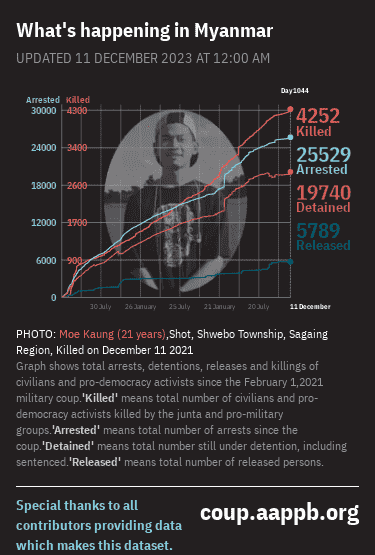 What's happening in Myanmar
UPDATED 11 DECEMBER 2023 AT 12:00 AM
Day1044
Arrested Killed
30000 4300
4252
Killed
24000 3400
25529
Arrested
18000 2600
19740
Detained
12000 1700
5789
Released
6000 900
0
30 July 26 January 25 July 21 January 20 July 11 December
PHOTO: Moe Kaung (21 years),Shot, Shwebo Township, Sagaing
Region, Killed on December 11 2021
Graph shows total arrests, detentions, releases and killings of
civilians and pro-democracy activists since the February 1,2021
military coup.'Killed' means total number of civilians and pro-
democracy activists killed by the junta and pro-military
groups.'Arrested' means total number of arrests since the
coup.'Detained' means total number still under detention, including
sentenced.'Released' means total number of released persons.
Special thanks to all
contributors providing data
which makes this dataset.
coup.aappb.org